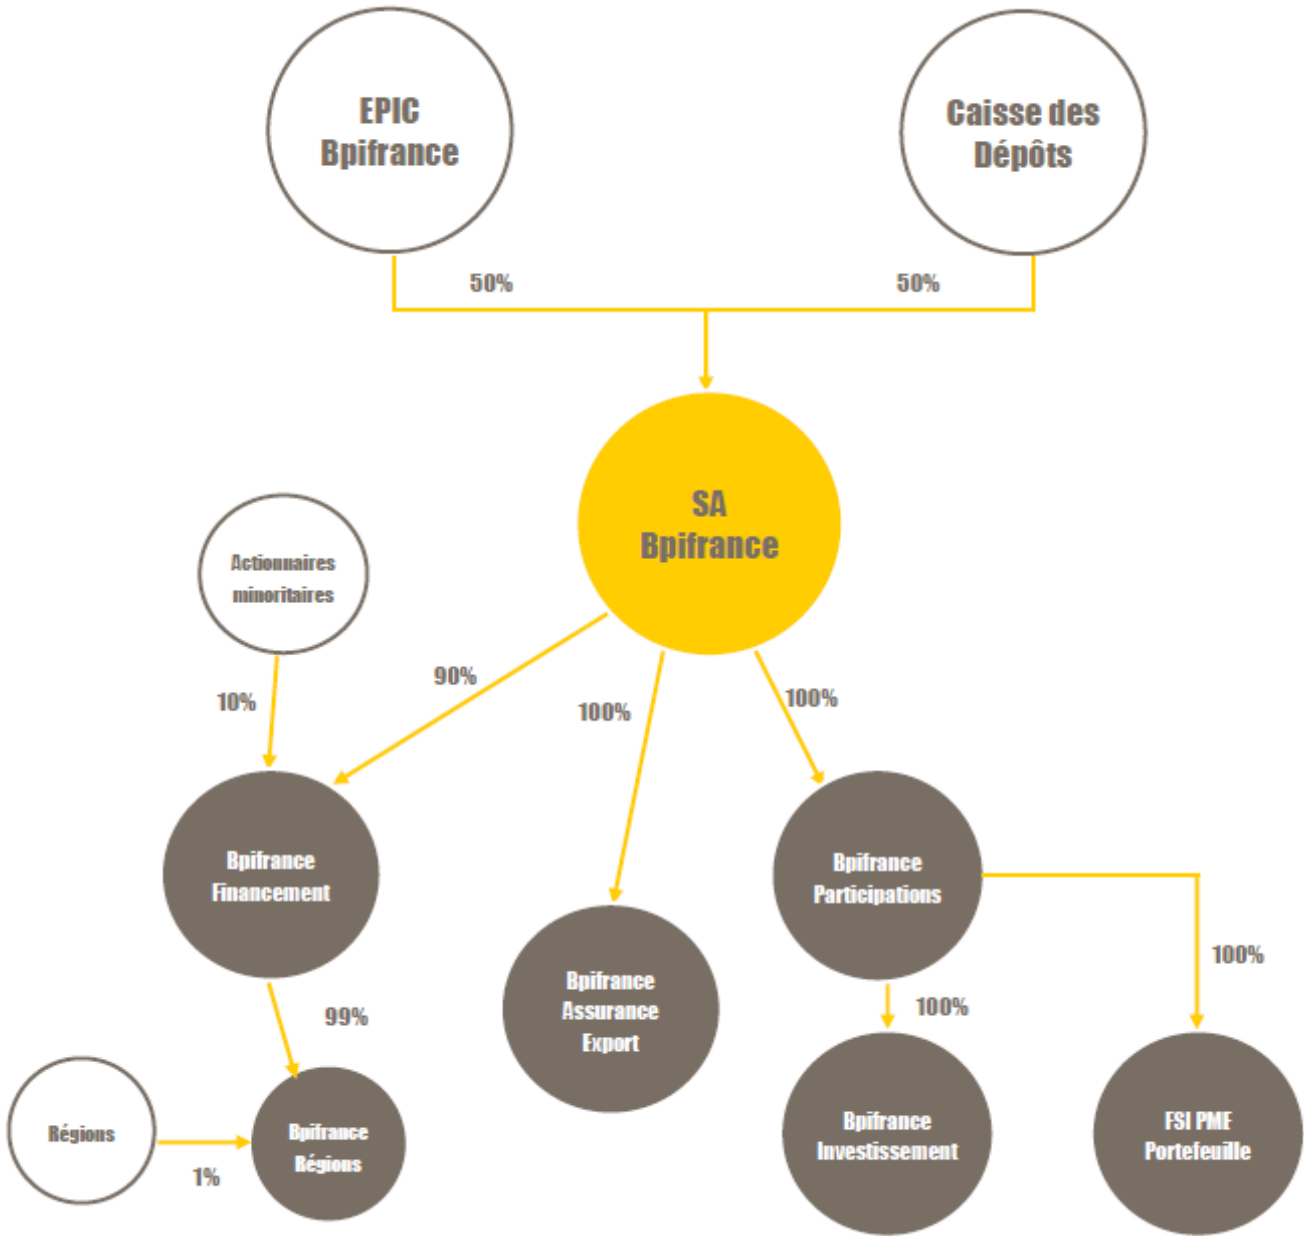 EPIC
Bpifrance
Caisse des
Dépôts
50%
50%
SA
Bpifrance
Actionnaires
minoritaires
10%
90%
100%
100%
Bpifrance
Financement
Bpifrance
Participations
100%
Bpifrance
Assurance
Export
99%
100%
Régions
1%
Bpifrance
Régions
Bpifrance
Investissement
FSI PME
Portefeuille